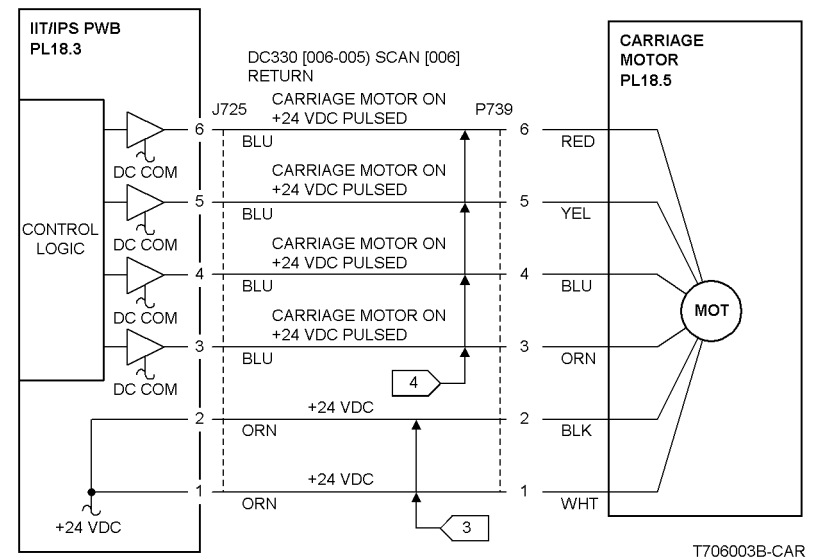 IIT/IPS PWB
PL18.3
CARRIAGE
MOTOR
PL18.5
DC330 [006-005) SCAN [006]
RETURN
J725
P739
CARRIAGE MOTOR ON
+24 VDC PULSED
6
BLU
6
RED
DC COM
CARRIAGE MOTOR ON
+24 VDC PULSED
5
BLU
5
YEL
CONTROL
LOGIC
DC COM
CARRIAGE MOTOR ON
+24 VDC PULSED
4
BLU
4
BLU
MOT
DC COM
CARRIAGE MOTOR ON
+24 VDC PULSED
3
BLU
3
ORN
DC COM
4
+24 VDC
2
ORN
2
BLK
+24 VDC
1
ORN
1
WHT
+24 VDC
3
T706003B-CAR